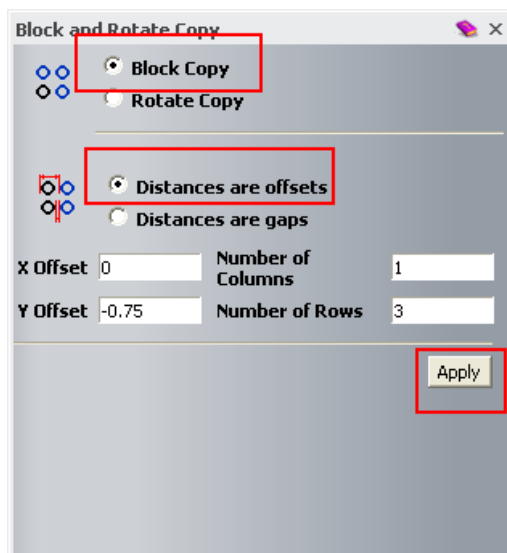 Block and Rotate Copy
Block Copy
Rotate Copy
Distances are offsets
Distances are gaps
X Offset 0 Number of Columns 1
Y Offset -0.75 Number of Rows 3
Apply